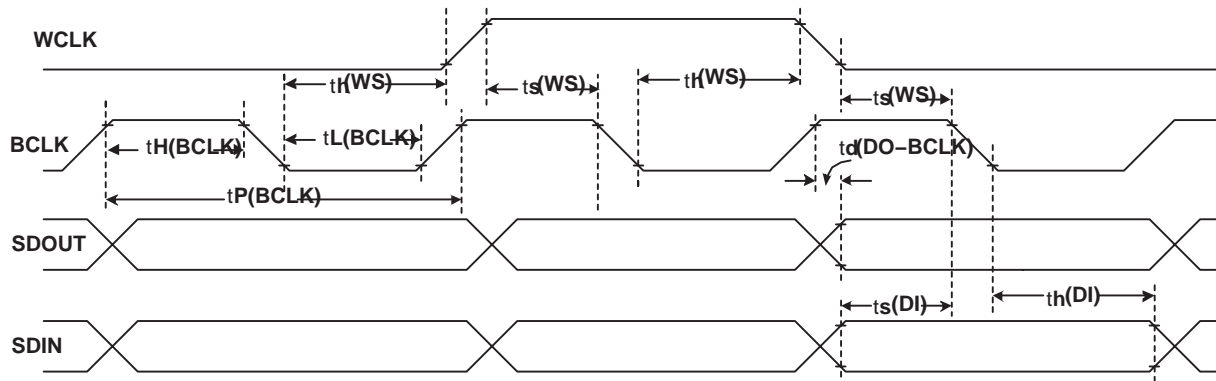 WCLK
th(WS)
ts(WS)
th(WS)
ts(WS)
BCLK
tH(BCLK)
tL(BCLK)
td(DO−BCLK)
tP(BCLK)
SDOUT
ts(DI)
th(DI)
SDIN